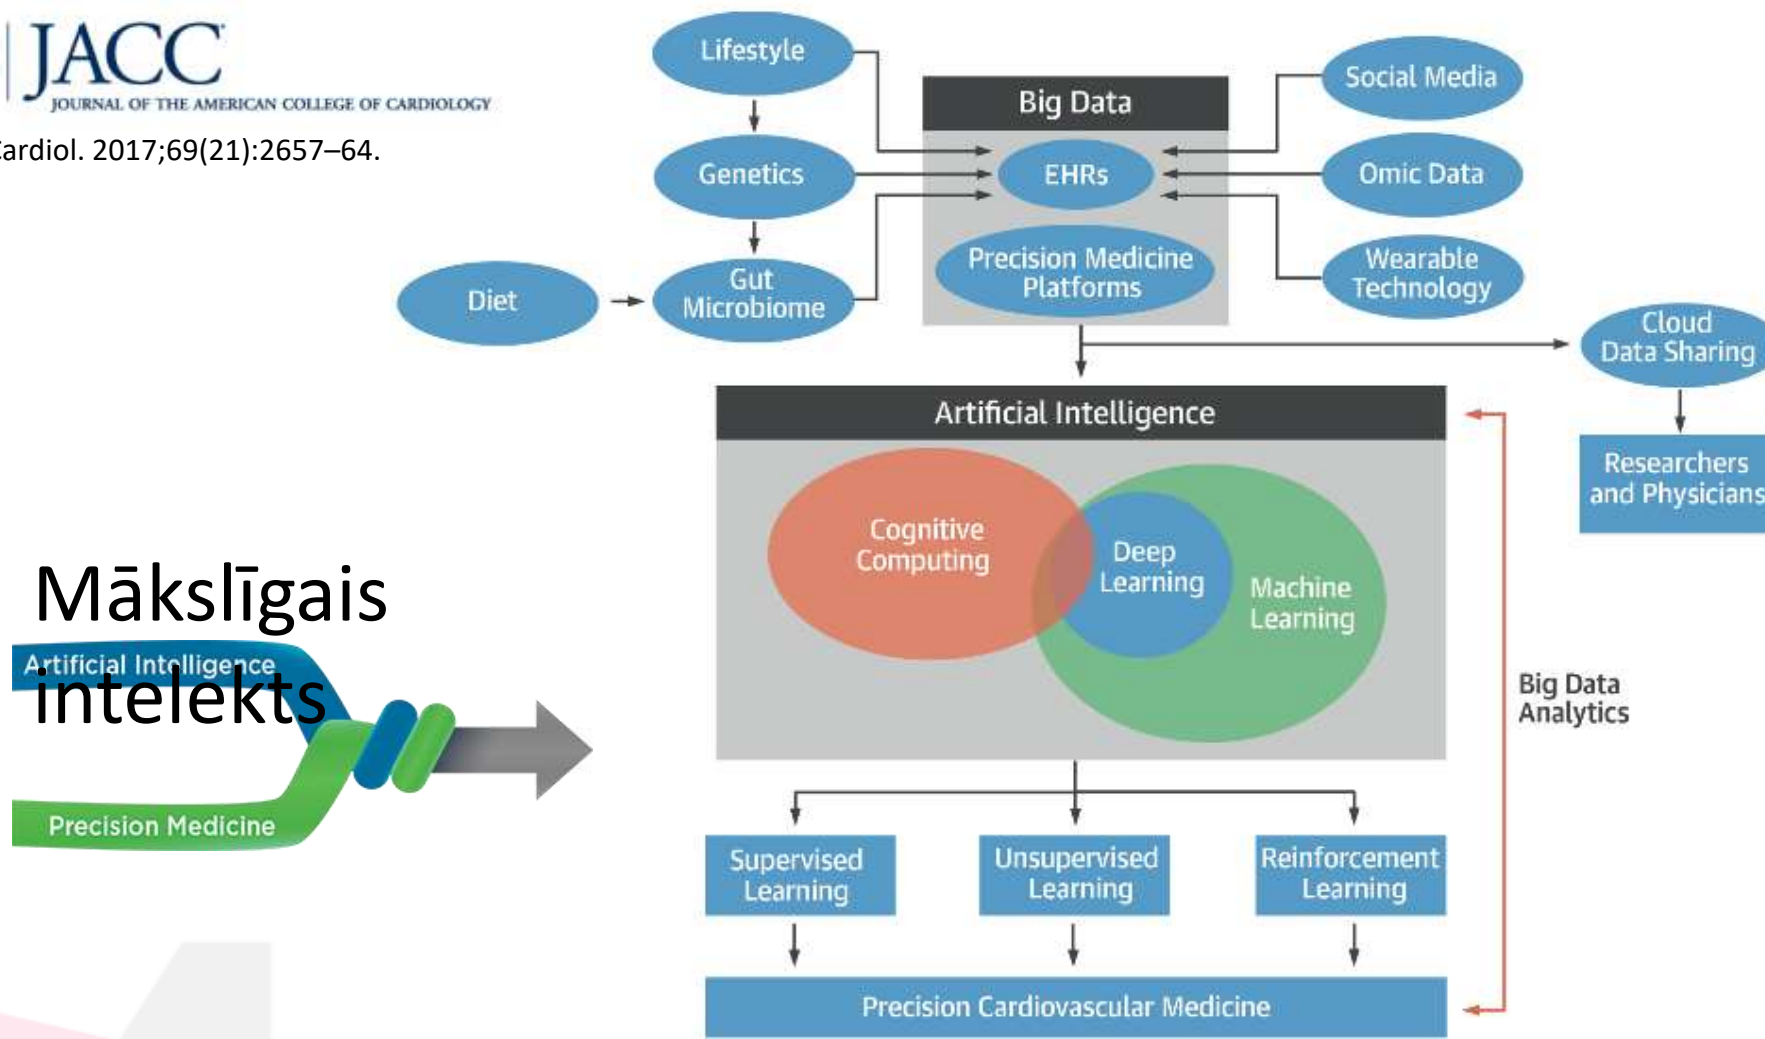 JACC
JOURNAL OF THE AMERICAN COLLEGE OF CARDIOLOGY
Cardiol. 2017;69(21):2657–64.
Lifestyle
Genetics
Diet
Gut
Microbiome
Big Data
EHRs
Precision Medicine
Platforms
Social Media
Omic Data
Wearable
Technology
Cloud
Data Sharing
Researchers
and Physicians
Artificial Intelligence
Cognitive
Computing
Deep
Learning
Machine
Learning
Big Data
Analytics
Mākslīgais
intelekts
Artificial Intelligence
Precision Medicine
Supervised
Learning
Unsupervised
Learning
Reinforcement
Learning
Precision Cardiovascular Medicine